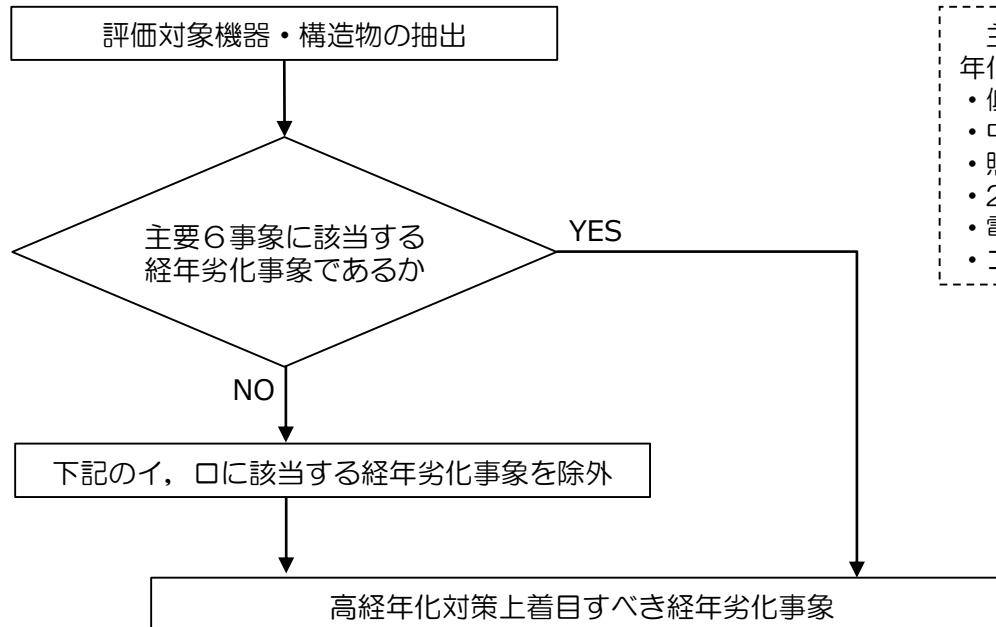 評価対象機器・構造物の抽出
主要６事象に該当する
経年劣化事象であるか
YES
NO
下記のイ，ロに該当する経年劣化事象を除外
高経年化対策上着目すべき経年劣化事象
主
年
・
・
・
・2
・電
・コ